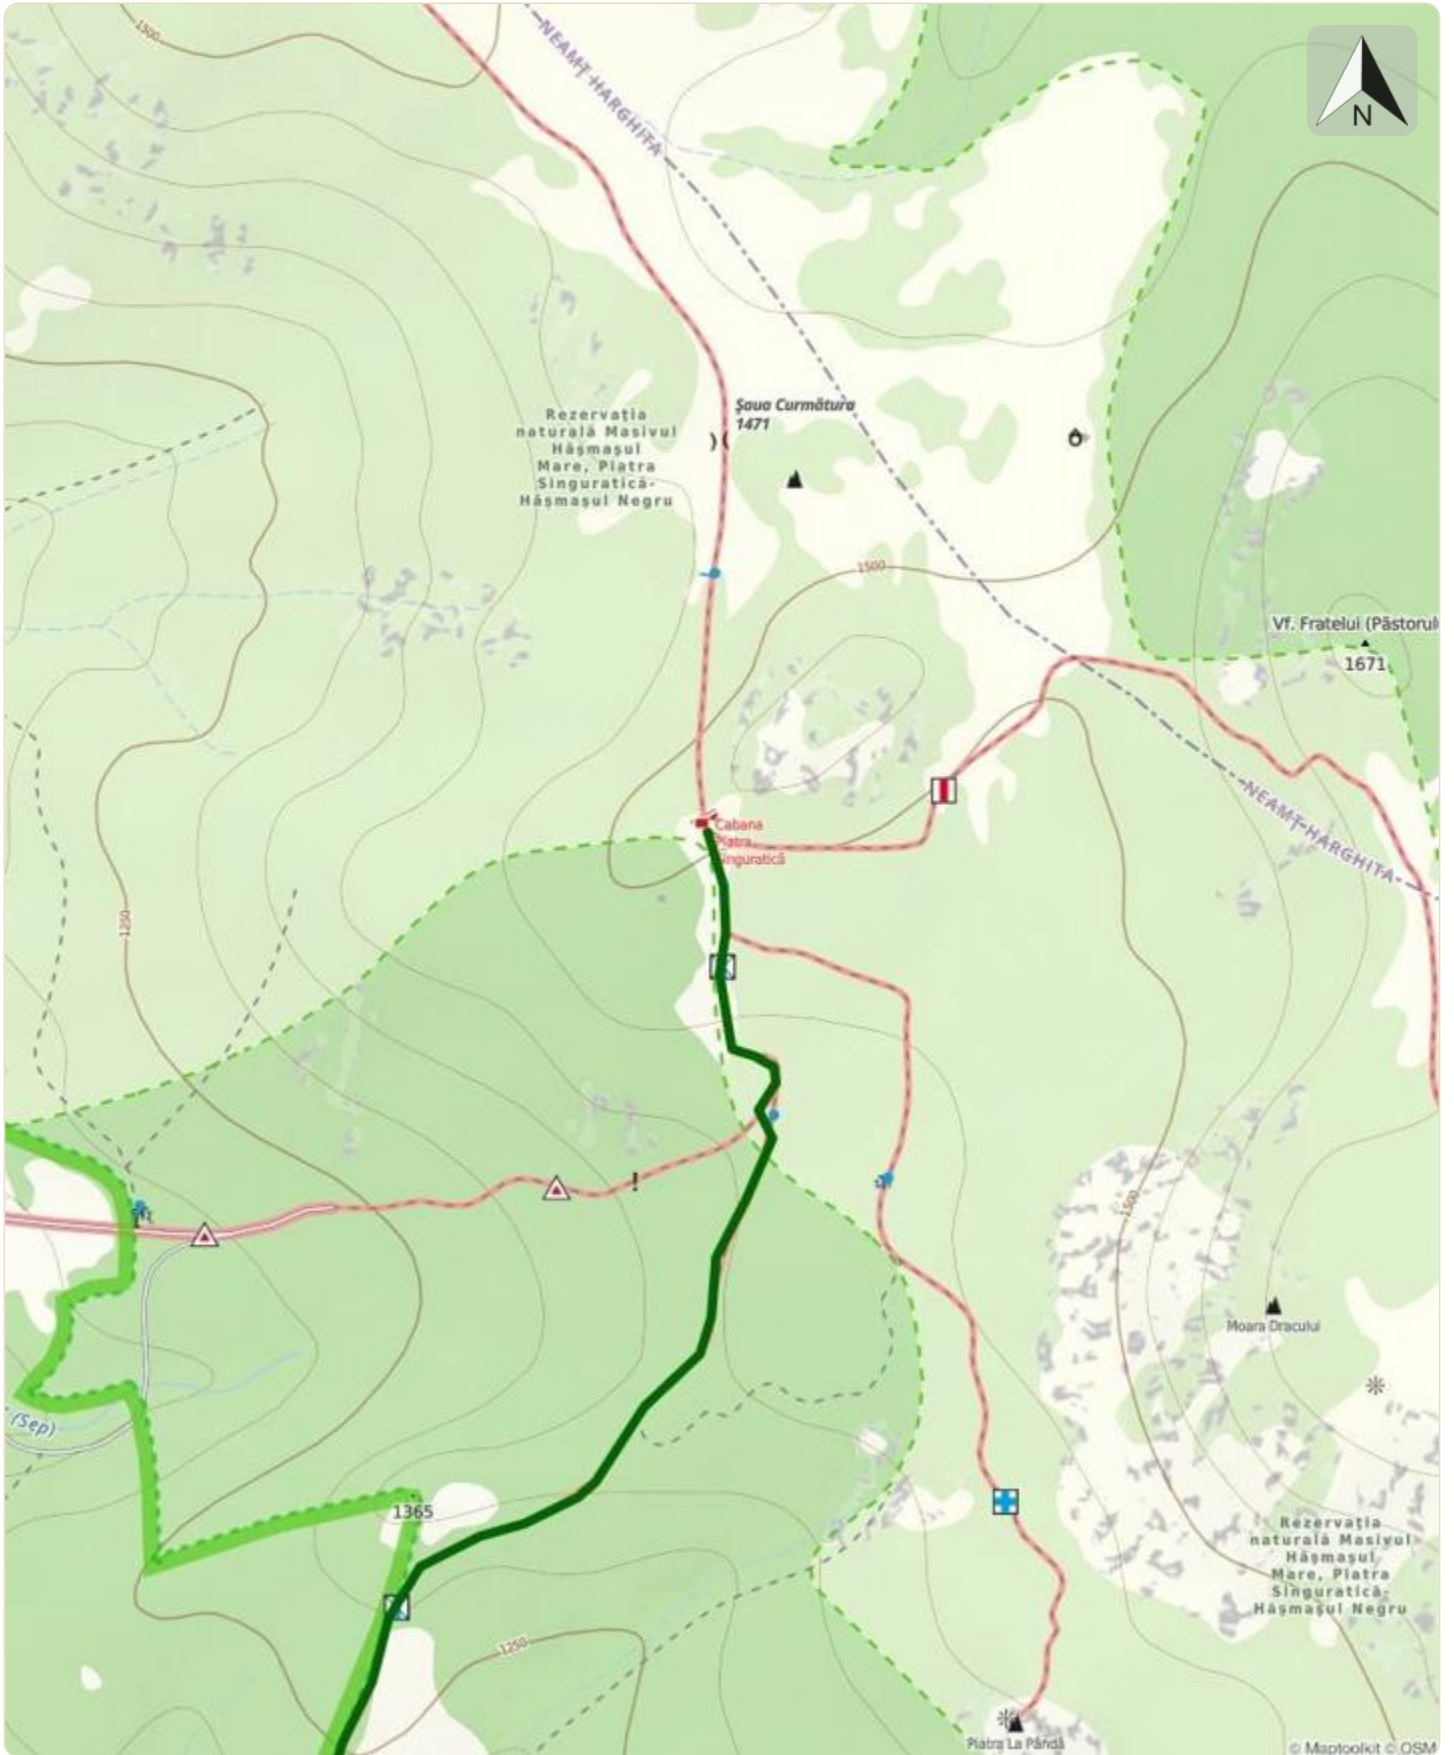 1500
NEAMȚ HARGHITA
N
Șaua Curmătura
1471
Rezervația
naturală Masivul
Hășmașul
Mare, Piatra
Singuratică-
Hășmașul Negru
1500
Vf. Fratelui (Păstorul
1671
NEAMȚ-HARGHITA
Cabana
Piatra
Singuratică
1250
!
1500
Moara Dracului
(Sep)
1365
Rezervația
naturală Masivul
Hășmașul
Mare, Piatra
Singuratică-
Hășmașul Negru
1250
Piatra La Pândă
© Maptoolkit © OSM